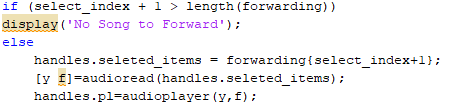 if (select_index + 1 > length(forwarding))
display('No Song to Forward');
else
handles.seleted_items = forwarding{select_index+1};
[y f]=audioread(handles.seleted_items);
handles.pl=audioplayer(y,f);